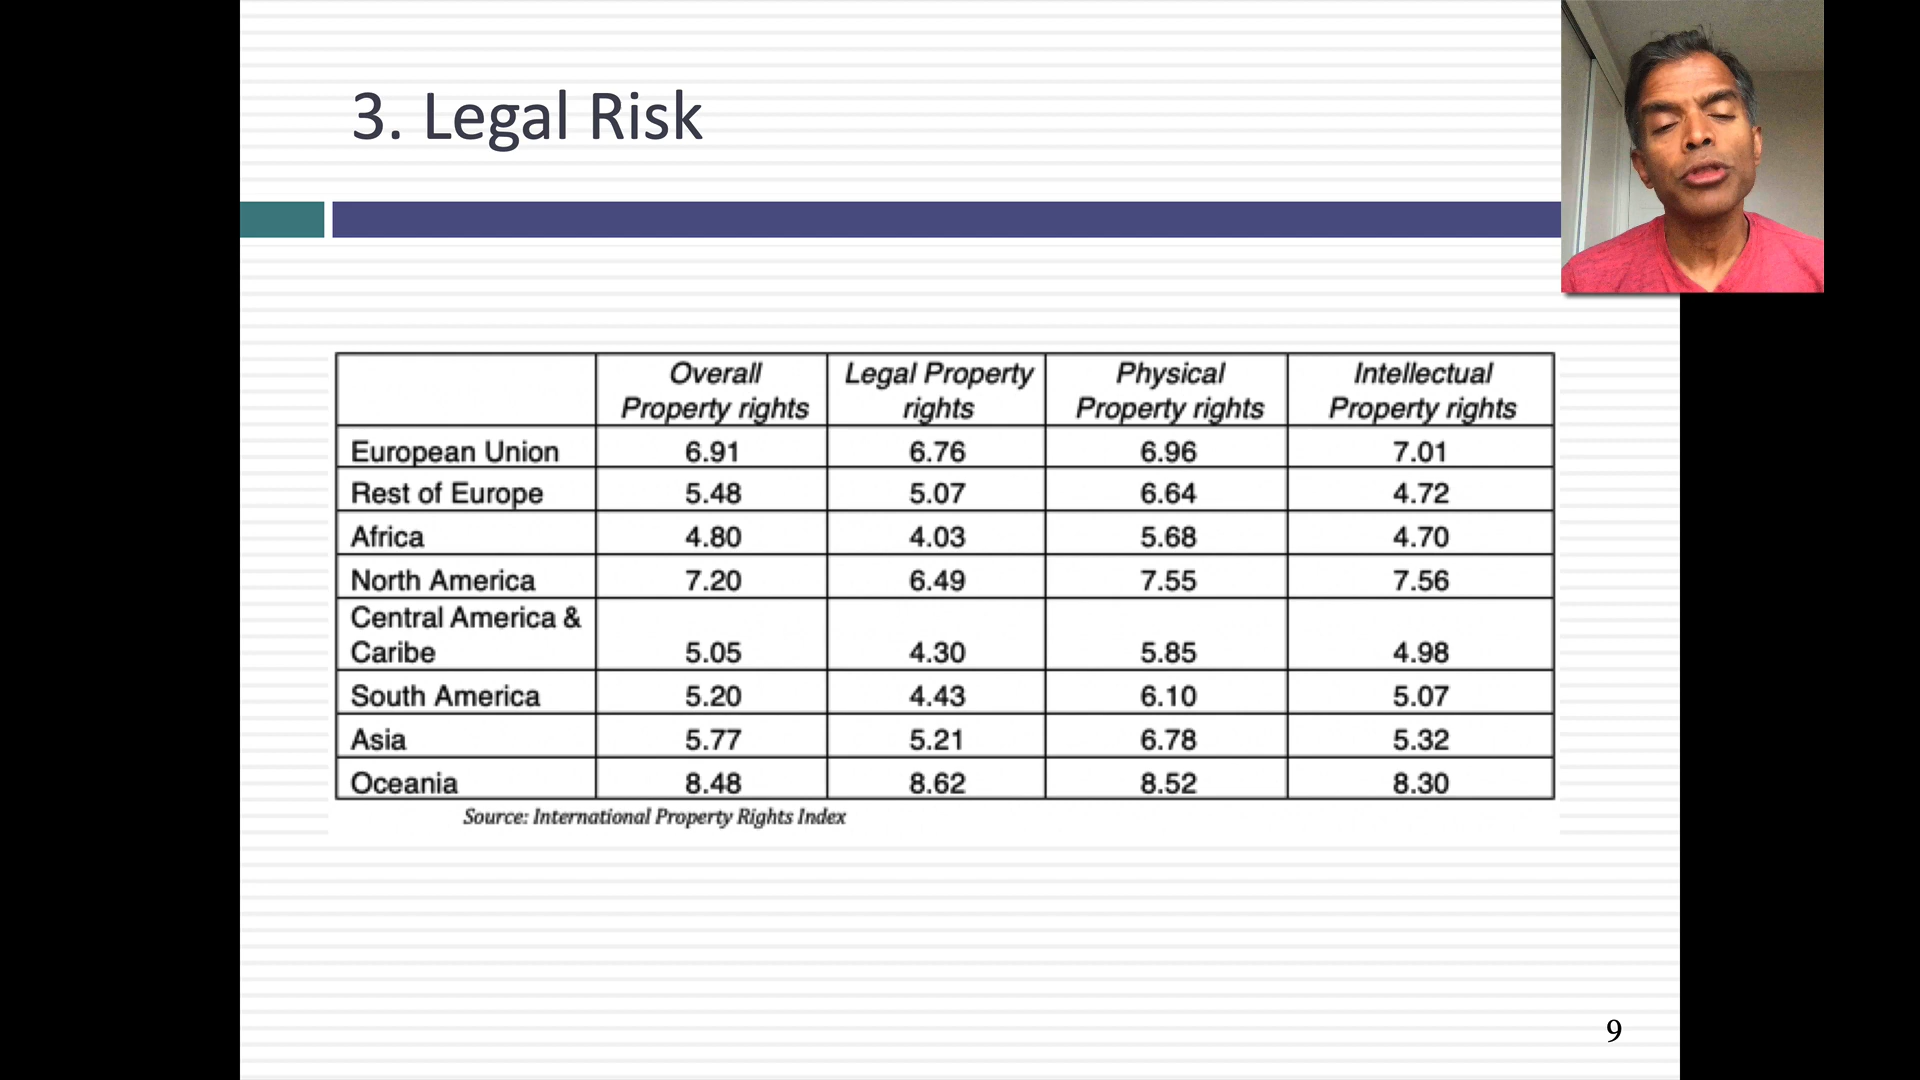 3. Legal Risk
Overall Property rights Legal Property rights Physical Property rights Intellectual Property rights
European Union 6.91 6.76 6.96 7.01
Rest of Europe 5.48 5.07 6.64 4.72
Africa 4.80 4.03 5.68 4.70
North America 7.20 6.49 7.55 7.56
Central America & Caribe 5.05 4.30 5.85 4.98
South America 5.20 4.43 6.10 5.07
Asia 5.77 5.21 6.78 5.32
Oceania 8.48 8.62 8.52 8.30
Source: International Property Rights Index
9